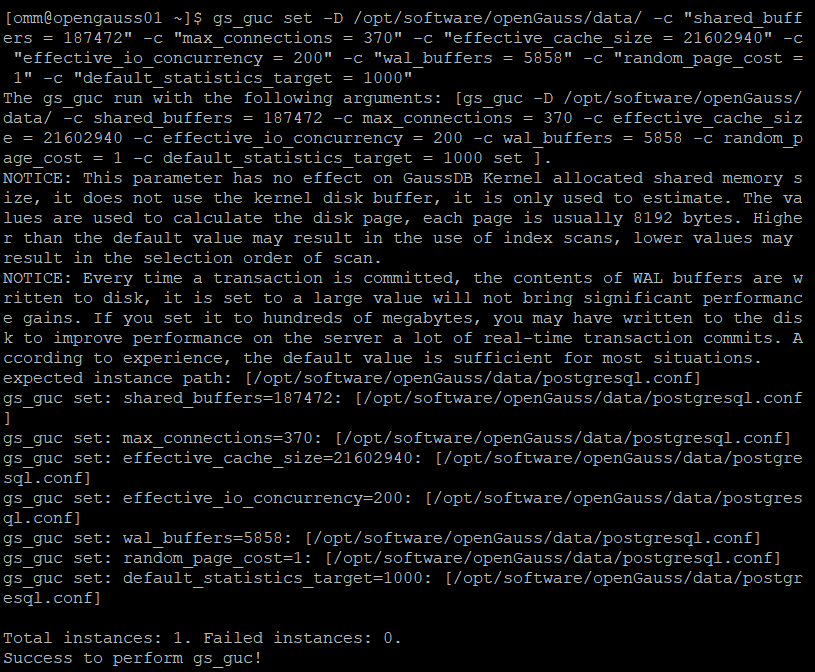 [omm@opengauss01 ~]$ gs_guc set -D /opt/software/openGauss/data/ -c "shared_buff
ers = 187472" -c "max_connections = 370" -c "effective_cache_size = 21602940" -c
 "effective_io_concurrency = 200" -c "wal_buffers = 5858" -c "random_page_cost =
 1" -c "default_statistics_target = 1000"
The gs_guc run with the following arguments: [gs_guc -D /opt/software/openGauss/
data/ -c shared_buffers = 187472 -c max_connections = 370 -c effective_cache_siz
e = 21602940 -c effective_io_concurrency = 200 -c wal_buffers = 5858 -c random_p
age_cost = 1 -c default_statistics_target = 1000 set ].
NOTICE: This parameter has no effect on GaussDB Kernel allocated shared memory s
ize, it does not use the kernel disk buffer, it is only used to estimate. The va
lues are used to calculate the disk page, each page is usually 8192 bytes. Highe
r than the default value may result in the use of index scans, lower values may
result in the selection order of scan.
NOTICE: Every time a transaction is committed, the contents of WAL buffers are w
ritten to disk, it is set to a large value will not bring significant performanc
e gains. If you set it to hundreds of megabytes, you may have written to the dis
k to improve performance on the server a lot of real-time transaction commits. A
ccording to experience, the default value is sufficient for most situations.
expected instance path: [/opt/software/openGauss/data/postgresql.conf]
gs_guc set: shared_buffers=187472: [/opt/software/openGauss/data/postgresql.conf
]
gs_guc set: max_connections=370: [/opt/software/openGauss/data/postgresql.conf]
gs_guc set: effective_cache_size=21602940: [/opt/software/openGauss/data/postgre
sql.conf]
gs_guc set: effective_io_concurrency=200: [/opt/software/openGauss/data/postgres
ql.conf]
gs_guc set: wal_buffers=5858: [/opt/software/openGauss/data/postgresql.conf]
gs_guc set: random_page_cost=1: [/opt/software/openGauss/data/postgresql.conf]
gs_guc set: default_statistics_target=1000: [/opt/software/openGauss/data/postgr
esql.conf]

Total instances: 1. Failed instances: 0.
Success to perform gs_guc!